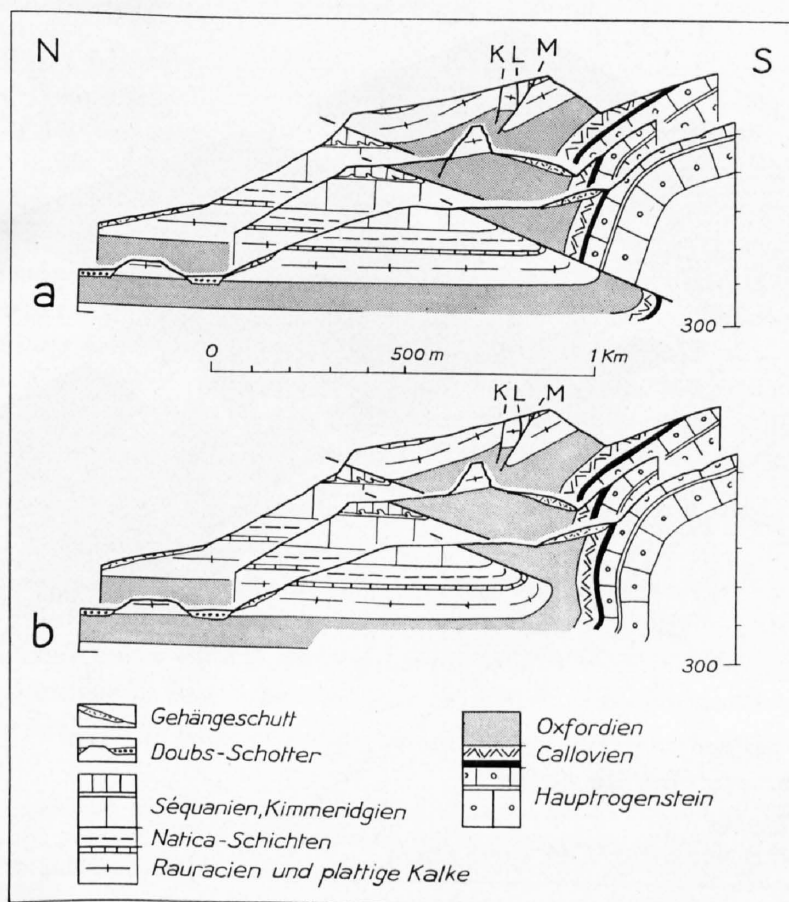 N S
K L M
a
300
0 500 m 1 Km
K L M
b
300
Gehängeschutt
Doubs-Schotter
Séquanien, Kimmeridgien
Natica-Schichten
Rauracien und plattige Kalke
Oxfordien
Callovien
Hauptrogenstein